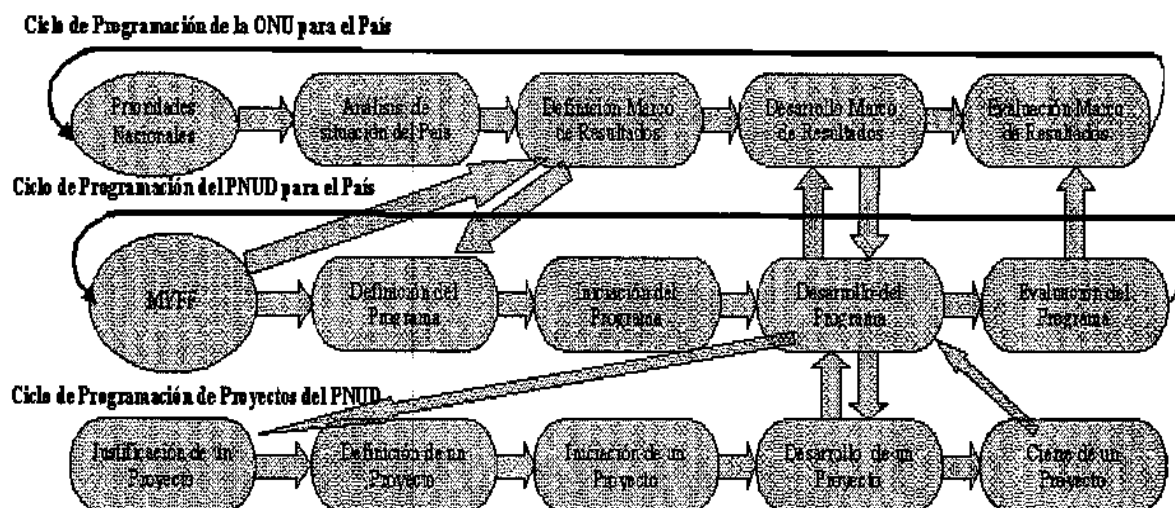 Ciclo de Programación de la ONU para el País
Prioridades
Nacionales
Análisis de
situación del País
Definición Marco
de Resultados
Desarrollo Marco
de Resultados
Evaluación Marco
de Resultados
Ciclo de Programación del PNUD para el País
MYFF
Definición del
Programa
Iniciación del
Programa
Desarrollo del
Programa
Evaluación del
Programa
Ciclo de Programación de Proyectos del PNUD
Justificación de un
Proyecto
Definición de un
Proyecto
Iniciación de un
Proyecto
Desarrollo de un
Proyecto
Cierre de un
Proyecto